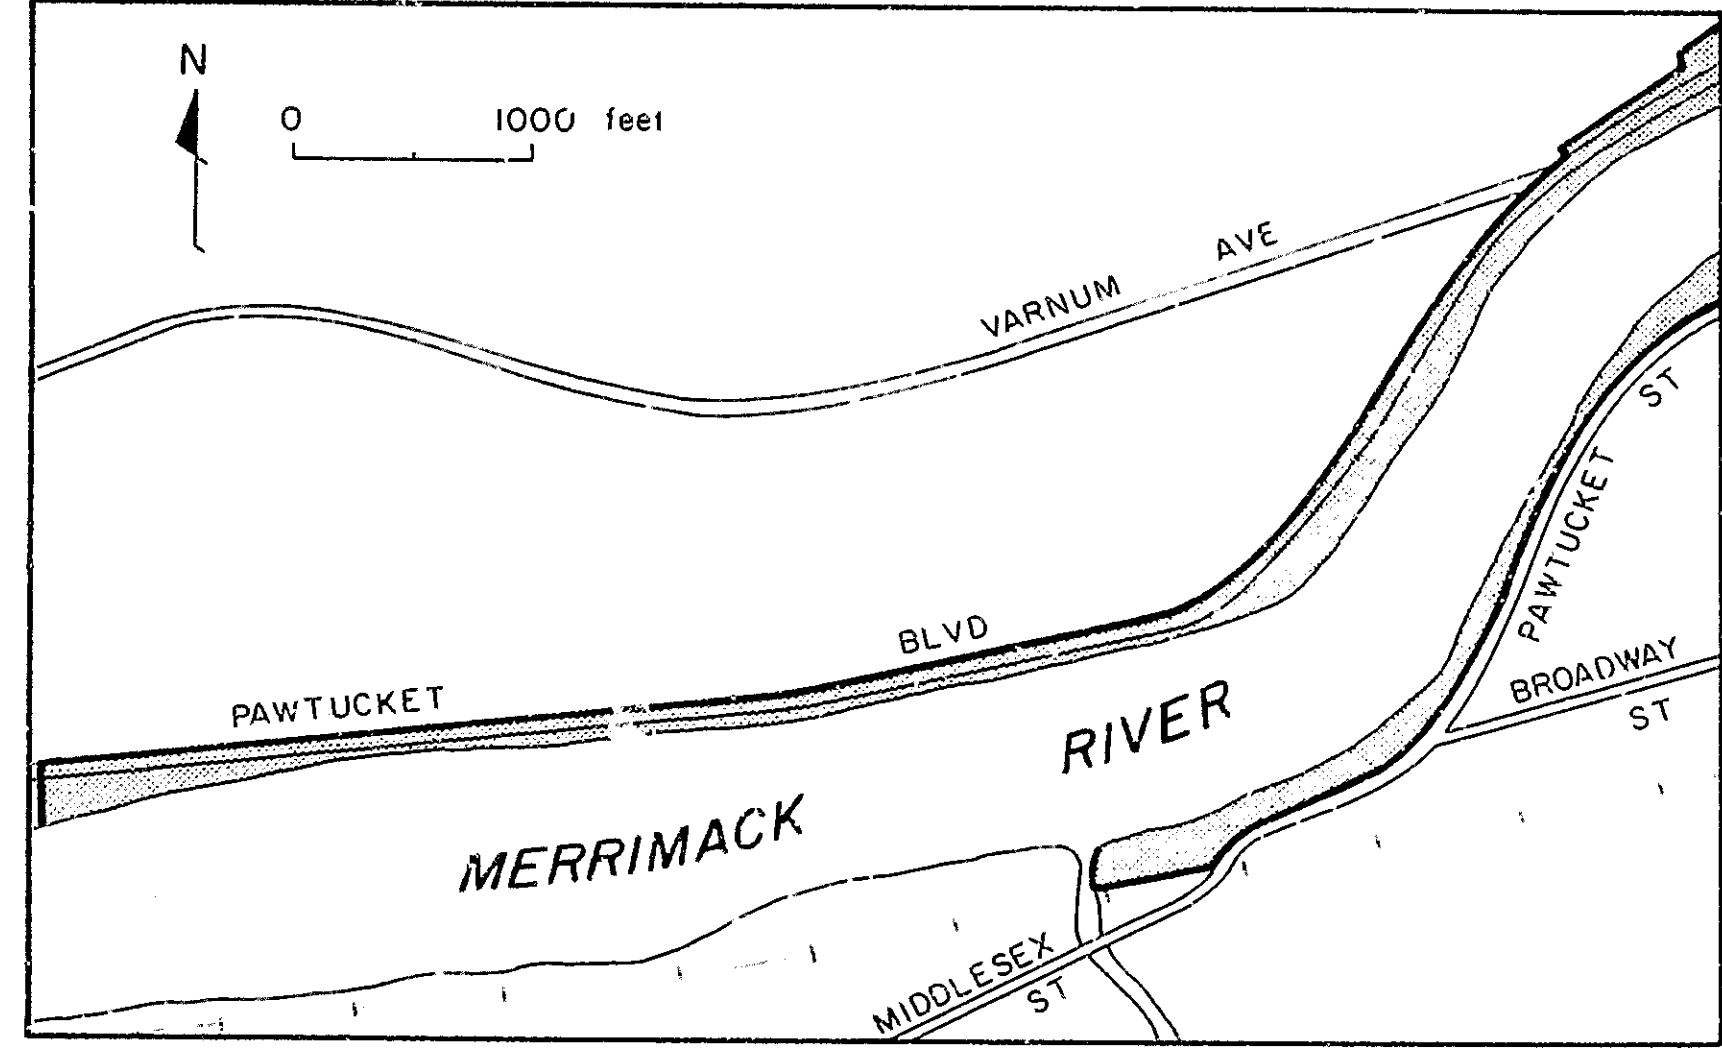 N
0 1000 feet
VARNUM AVE
PAWTUCKET ST
PAWTUCKET BLVD
BROADWAY
ST
MERRIMACK RIVER
MIDDLESEX
ST